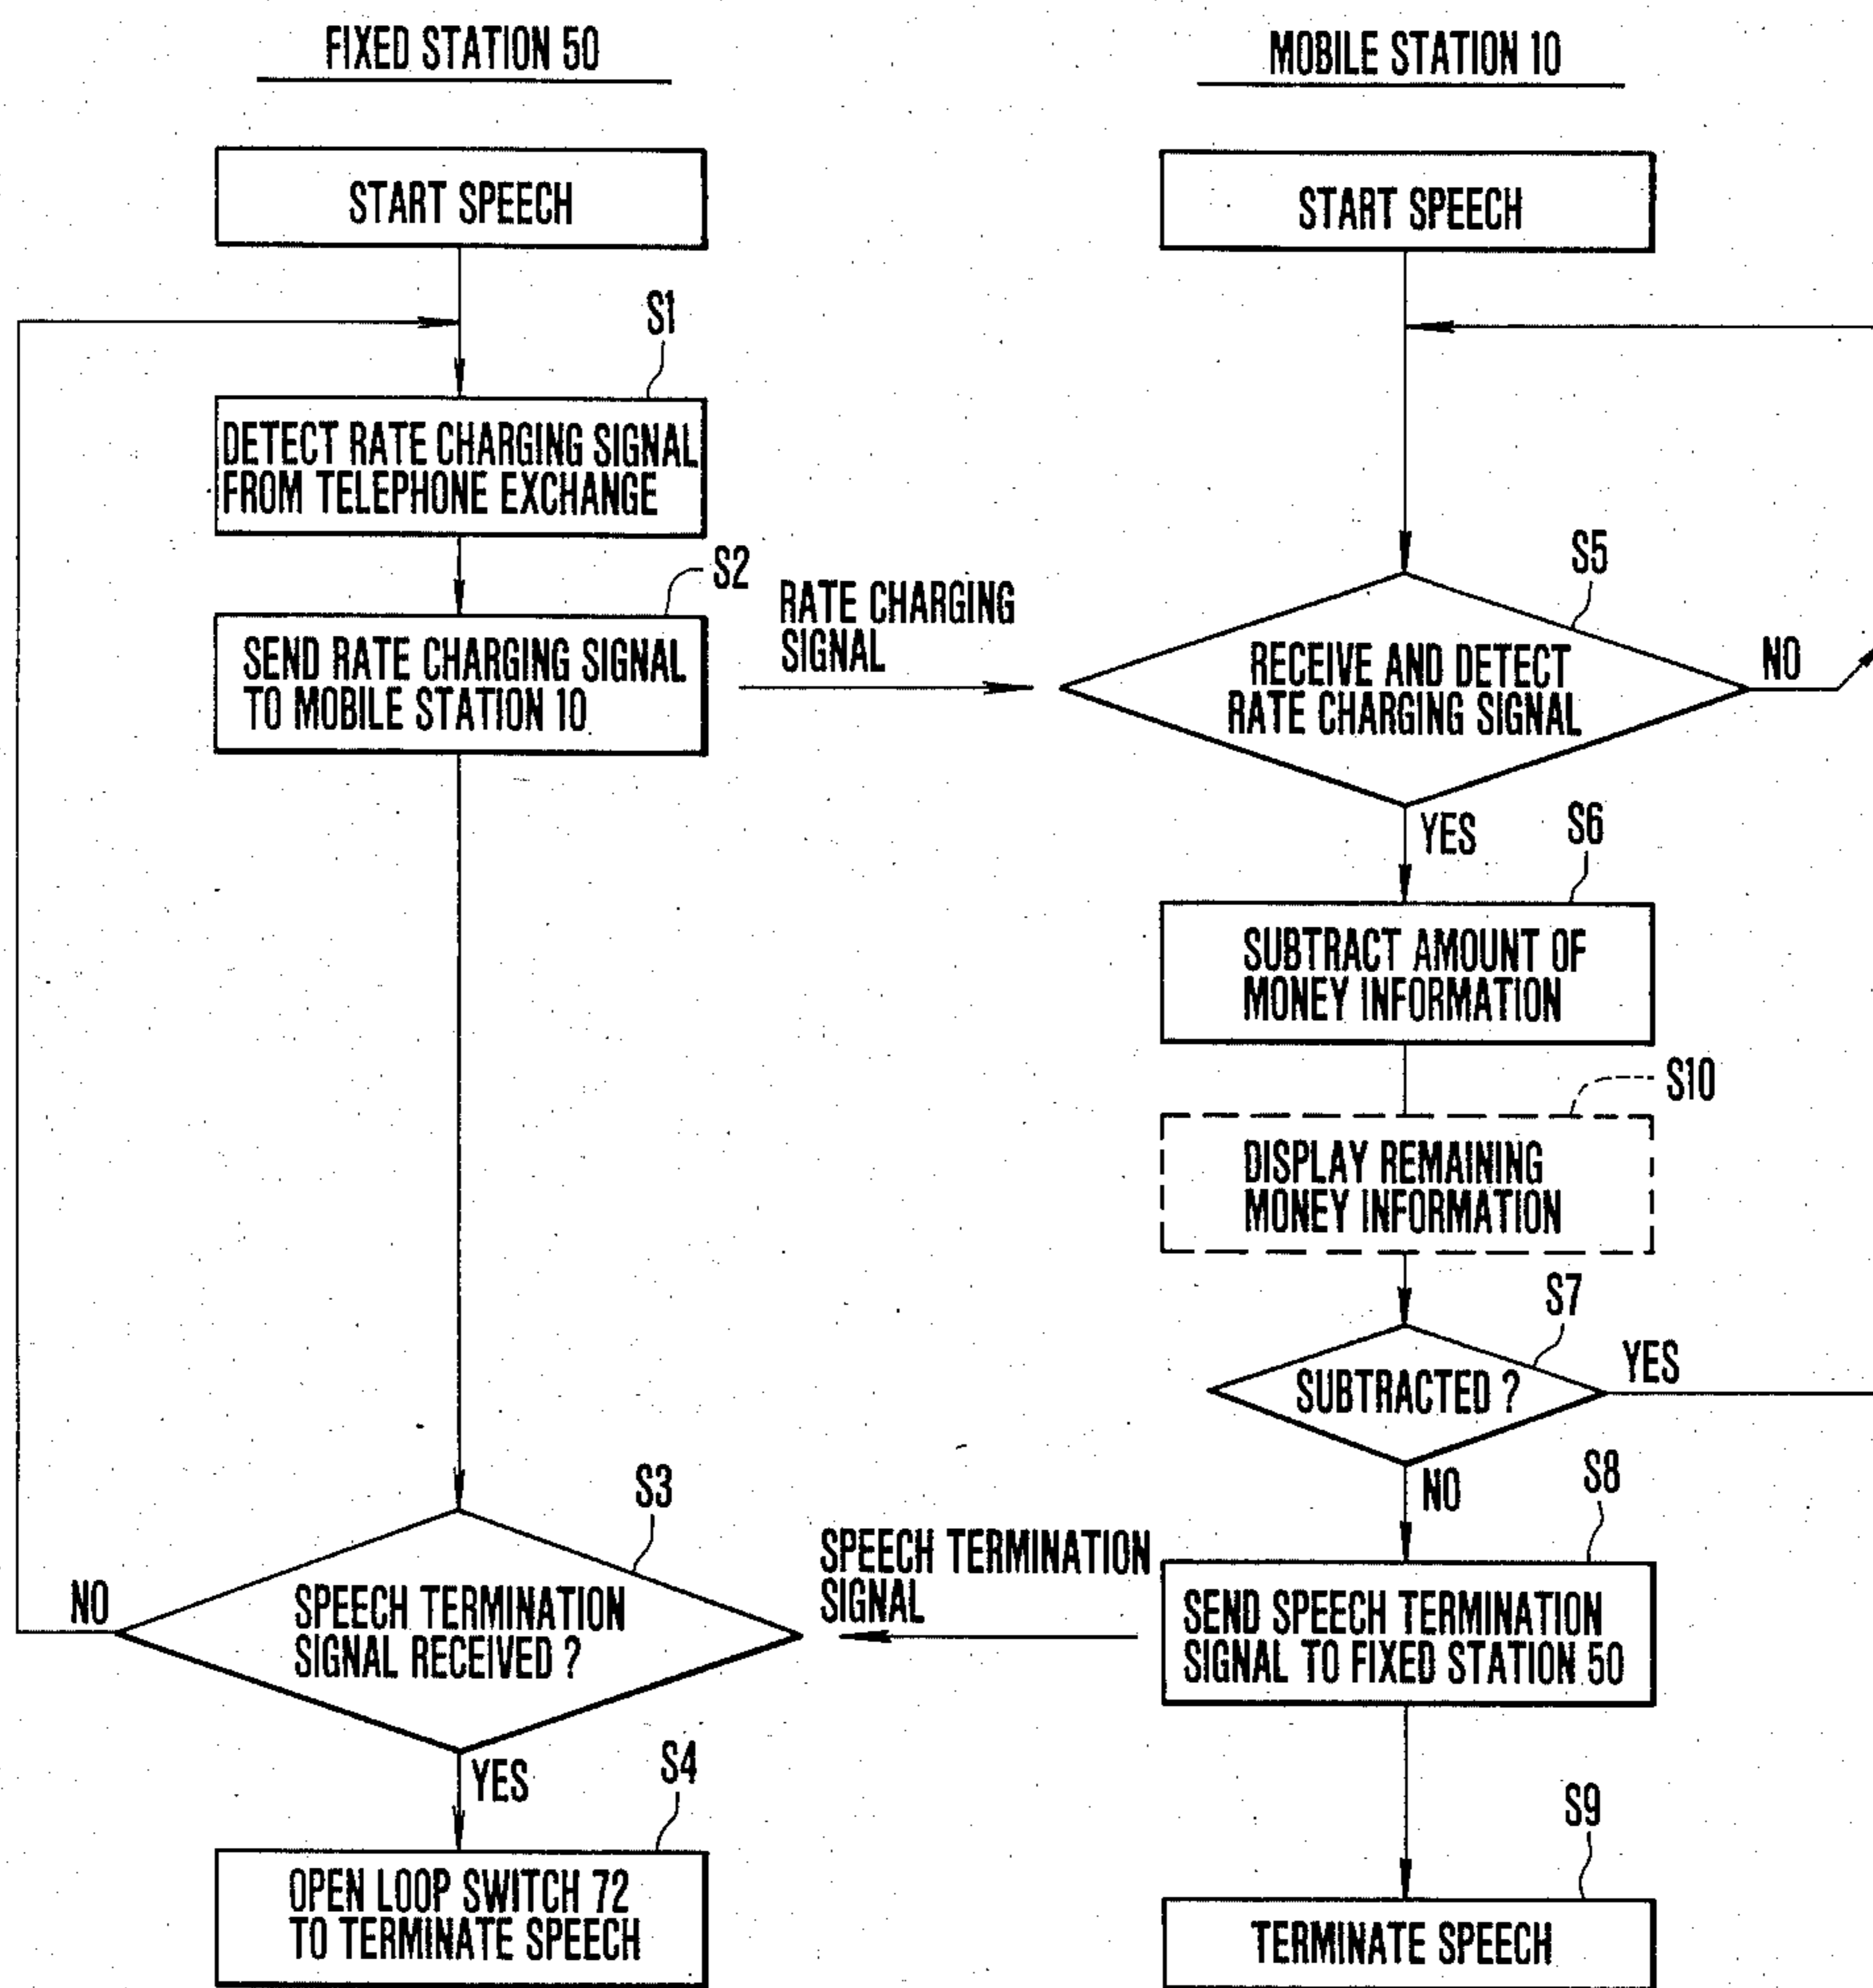 FIXED STATION 50
START SPEECH
S1
DETECT RATE CHARGING SIGNAL
FROM TELEPHONE EXCHANGE
S2
SEND RATE CHARGING SIGNAL
TO MOBILE STATION 10
RATE CHARGING
SIGNAL
S3
SPEECH TERMINATION
SIGNAL RECEIVED ?
NO
YES
S4
OPEN LOOP SWITCH 72
TO TERMINATE SPEECH
MOBILE STATION 10
START SPEECH
S5
RECEIVE AND DETECT
RATE CHARGING SIGNAL
NO
YES
S6
SUBTRACT AMOUNT OF
MONEY INFORMATION
S10
DISPLAY REMAINING
MONEY INFORMATION
S7
SUBTRACTED ?
YES
NO
S8
SPEECH TERMINATION
SIGNAL
SEND SPEECH TERMINATION
SIGNAL TO FIXED STATION 50
S9
TERMINATE SPEECH